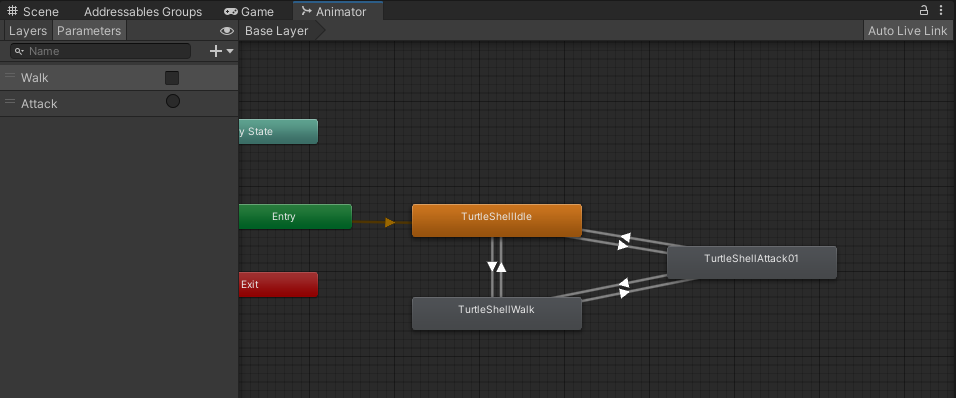 Scene Addressables Groups Game Animator
Layers Parameters Base Layer Auto Live Link
Name
Walk
Attack
y State
Entry TurtleShellIdle
TurtleShellAttack01
Exit
TurtleShellWalk